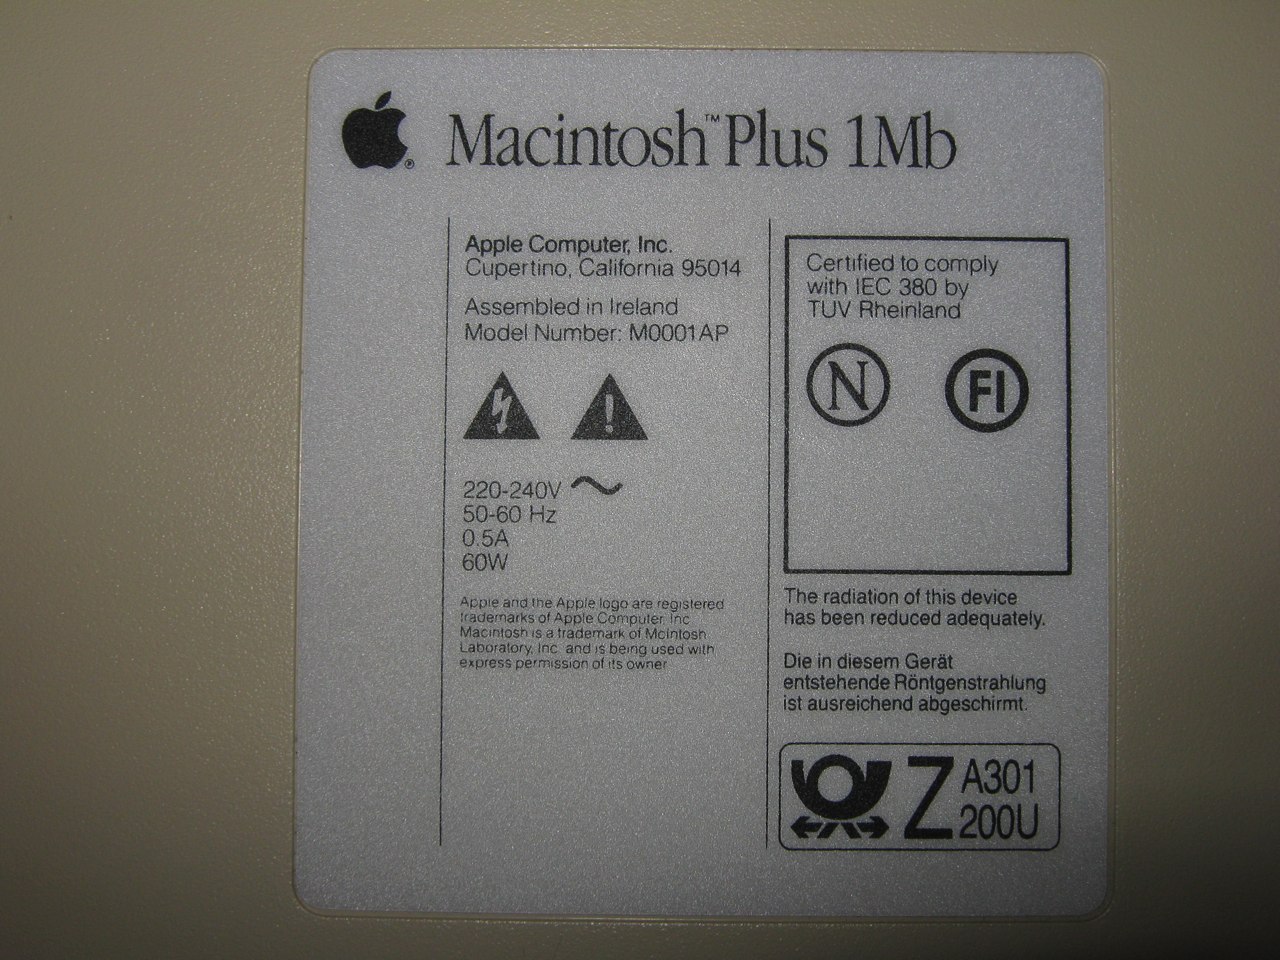 Macintosh™ Plus 1Mb
Apple Computer, Inc.
Cupertino, California 95014
Assembled in Ireland
Model Number: M0001AP
220-240V ~
50-60 Hz
0.5A
60W
Apple and the Apple logo are registered
trademarks of Apple Computer, Inc
Macintosh is a trademark of McIntosh
Laboratory, Inc. and is being used with
express permission of its owner
Certified to comply
with IEC 380 by
TUV Rheinland
N FI
The radiation of this device
has been reduced adequately.
Die in diesem Gerät
entstehende Röntgenstrahlung
ist ausreichend abgeschirmt.
Z A301
200U